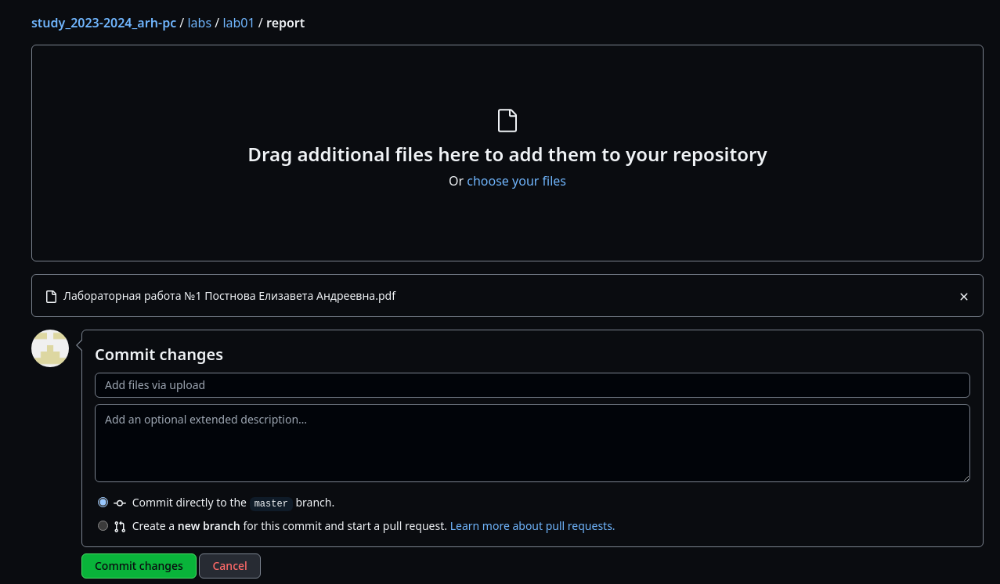 study_2023-2024_arh-pc / labs / lab01 / report
Drag additional files here to add them to your repository
Or choose your files
Лабораторная работа №1 Постнова Елизавета Андреевна.pdf
Commit changes
Add files via upload
Add an optional extended description...
Commit directly to the master branch.
Create a new branch for this commit and start a pull request. Learn more about pull requests.
Commit changes Cancel